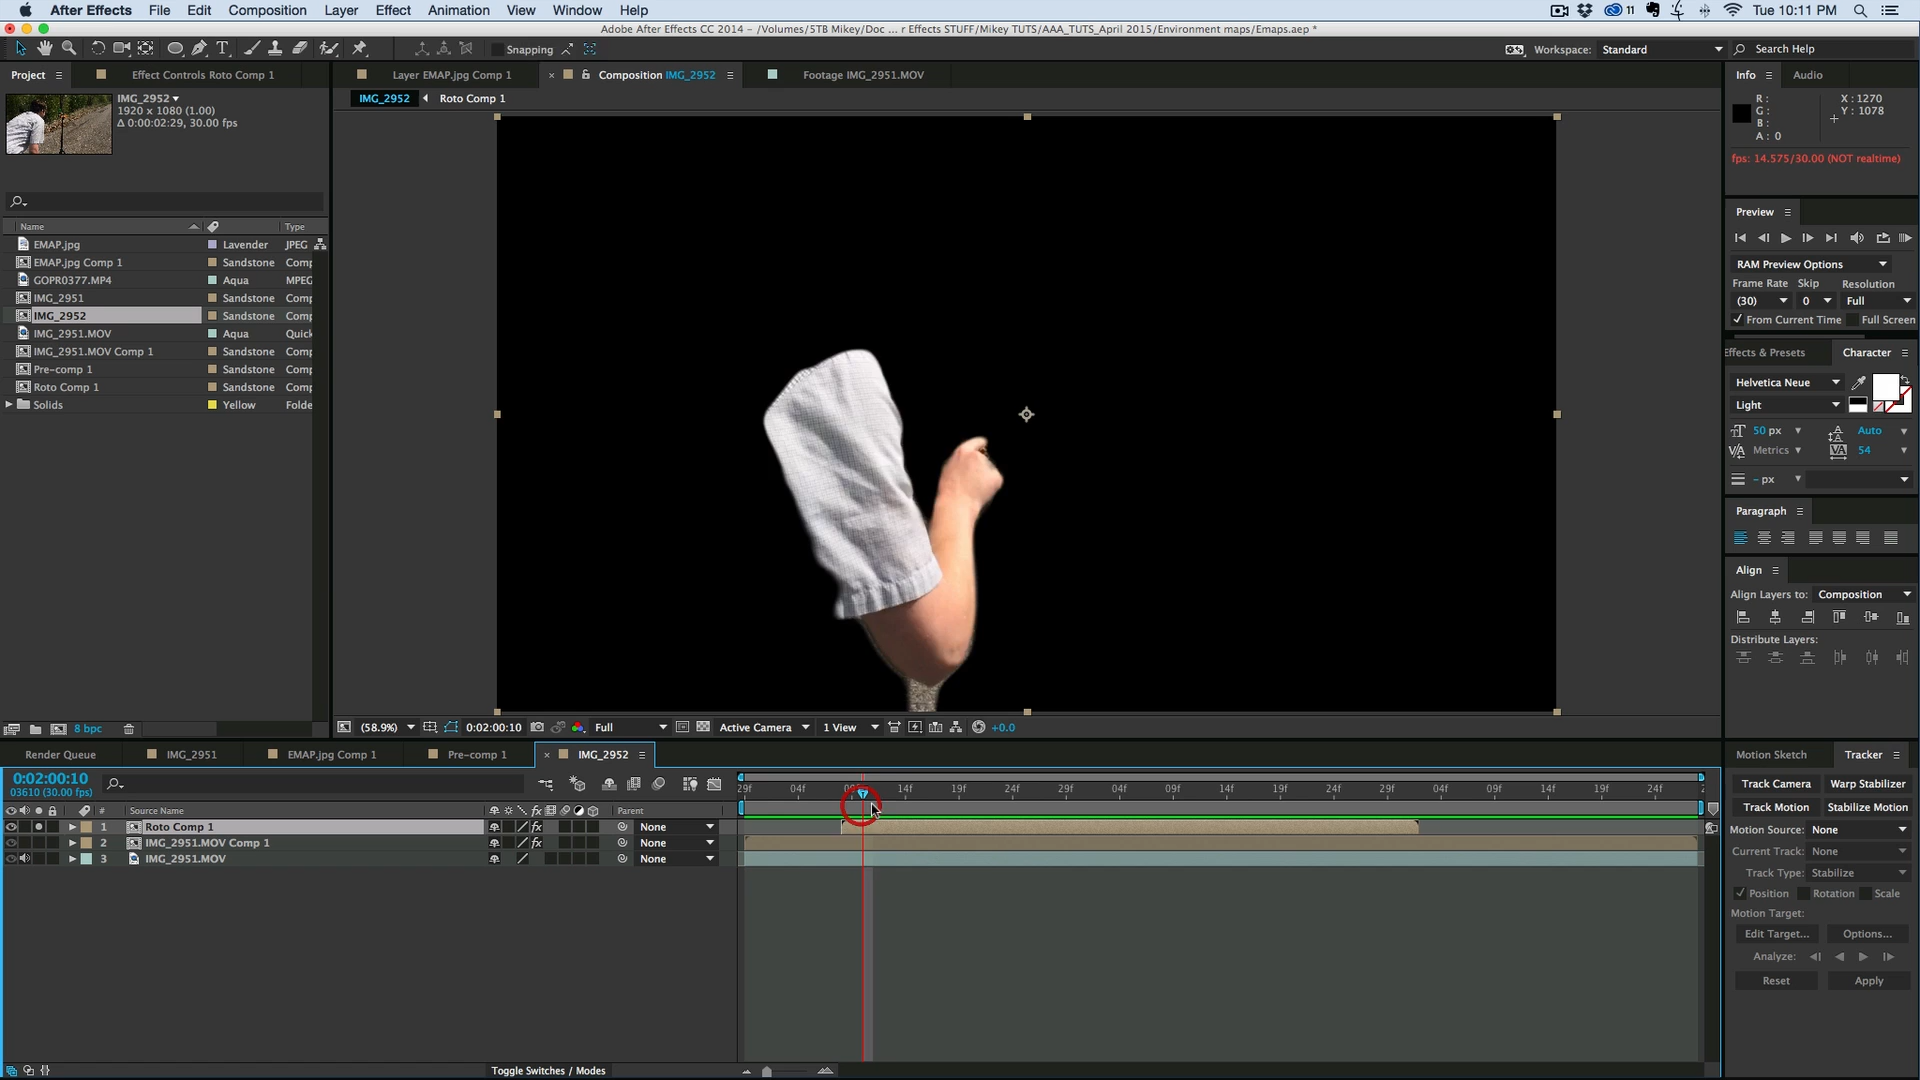 After Effects File Edit Composition Layer Effect Animation View Window Help 11 Tue 10:11 PM
Adobe After Effects CC 2014 - /Volumes/5TB Mikey/Doc ... r Effects STUFF/Mikey TUTS/AAA_TUTS_April 2015/Environment maps/Emaps.aep *
Snapping Workspace: Standard Search Help
Project Effect Controls Roto Comp 1 Layer EMAP.jpg Comp 1 Composition IMG_2952 Footage IMG_2951.MOV Info Audio
IMG_2952 Roto Comp 1
IMG_2952
1920 x 1080 (1.00)
Δ 0:00:02:29, 30.00 fps
R :
G :
B :
A : 0
X : 1270
Y : 1078
fps: 14.575/30.00 (NOT realtime)
Name Type
EMAP.jpg Lavender JPEG
EMAP.jpg Comp 1 Sandstone Comp
GOPR0377.MP4 Aqua MPEG
IMG_2951 Sandstone Comp
IMG_2952 Sandstone Comp
IMG_2951.MOV Aqua Quick
IMG_2951.MOV Comp 1 Sandstone Comp
Pre-comp 1 Sandstone Comp
Roto Comp 1 Sandstone Comp
Solids Yellow Folde
8 bpc
Preview
RAM Preview Options
Frame Rate Skip Resolution
(30) 0 Full
From Current Time Full Screen
Effects & Presets Character
Helvetica Neue
Light
50 px Auto
Metrics 54
- px
Paragraph
Align
Align Layers to: Composition
Distribute Layers:
(58.9%) 0:02:00:10 Full Active Camera 1 View +0.0
Render Queue IMG_2951 EMAP.jpg Comp 1 Pre-comp 1 IMG_2952
0:02:00:10
03610 (30.00 fps)
:29f 04f 09f 14f 19f 24f 29f 04f 09f 14f 19f 24f 29f 04f 09f 14f 19f 24f 2
# Source Name Parent
1 Roto Comp 1 fx None
2 IMG_2951.MOV Comp 1 fx None
3 IMG_2951.MOV None
Toggle Switches / Modes
Motion Sketch Tracker
Track Camera Warp Stabilizer
Track Motion Stabilize Motion
Motion Source: None
Current Track: None
Track Type: Stabilize
Position Rotation Scale
Motion Target:
Edit Target... Options...
Analyze:
Reset Apply